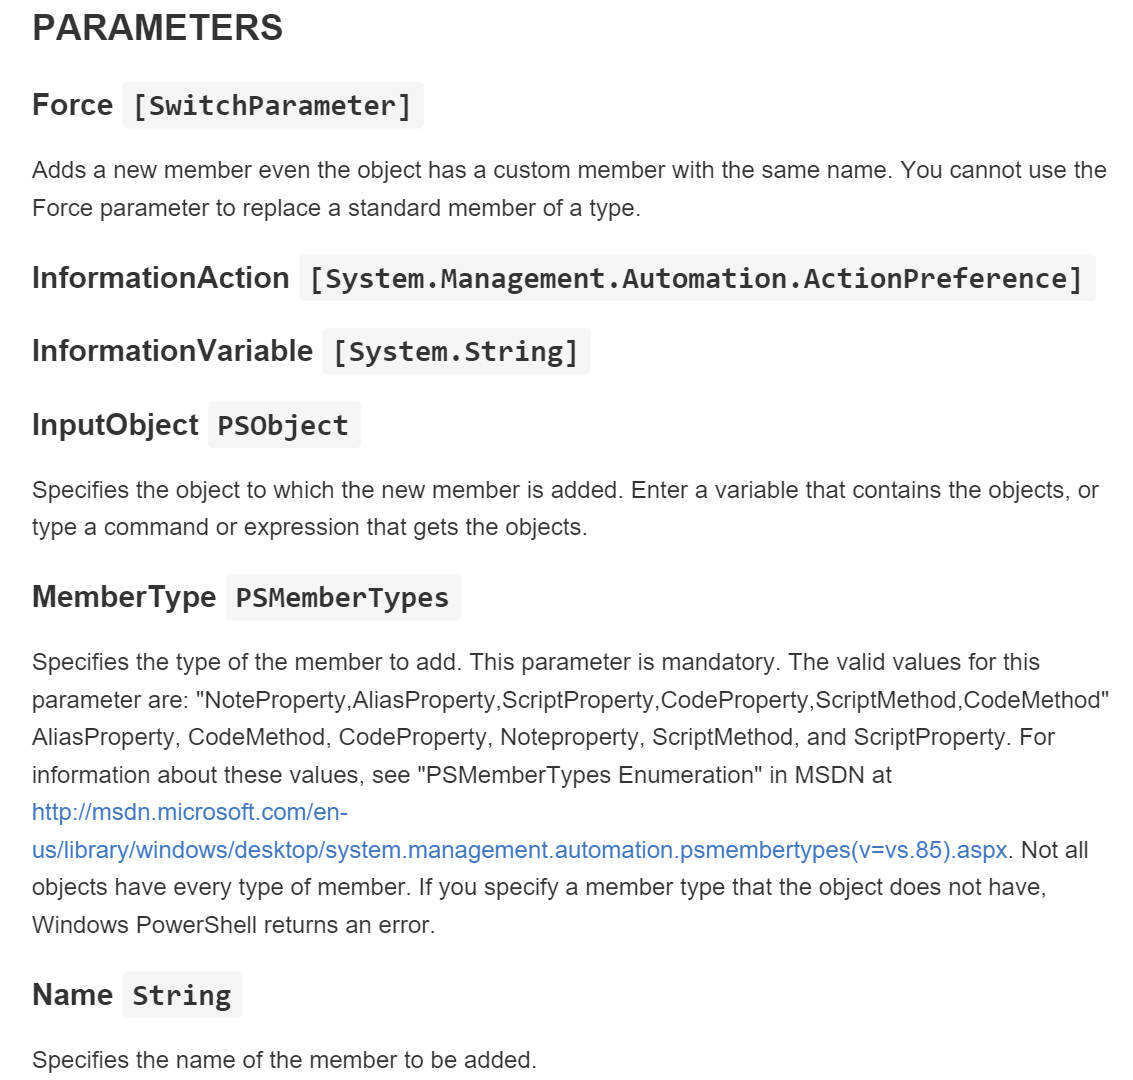 PARAMETERS
Force [SwitchParameter]
Adds a new member even the object has a custom member with the same name. You cannot use the
Force parameter to replace a standard member of a type.
InformationAction [System.Management.Automation.ActionPreference]
InformationVariable [System.String]
InputObject PSObject
Specifies the object to which the new member is added. Enter a variable that contains the objects, or
type a command or expression that gets the objects.
MemberType PSMemberTypes
Specifies the type of the member to add. This parameter is mandatory. The valid values for this
parameter are: "NoteProperty,AliasProperty,ScriptProperty,CodeProperty,ScriptMethod,CodeMethod"
AliasProperty, CodeMethod, CodeProperty, Noteproperty, ScriptMethod, and ScriptProperty. For
information about these values, see "PSMemberTypes Enumeration" in MSDN at
http://msdn.microsoft.com/en-
us/library/windows/desktop/system.management.automation.psmembertypes(v=vs.85).aspx. Not all
objects have every type of member. If you specify a member type that the object does not have,
Windows PowerShell returns an error.
Name String
Specifies the name of the member to be added.